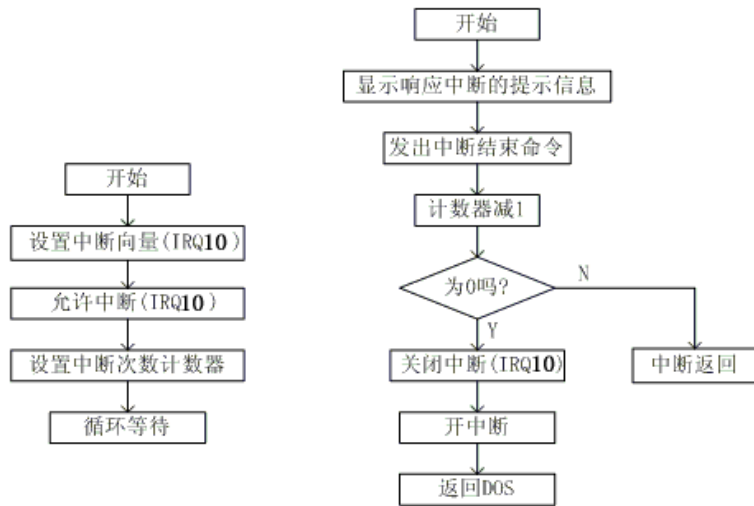 开始
设置中断向量(IRQ10)
允许中断(IRQ10)
设置中断次数计数器
循环等待
开始
显示响应中断的提示信息
发出中断结束命令
计数器减1
为0吗?
N
Y
关闭中断(IRQ10)
中断返回
开中断
返回DOS